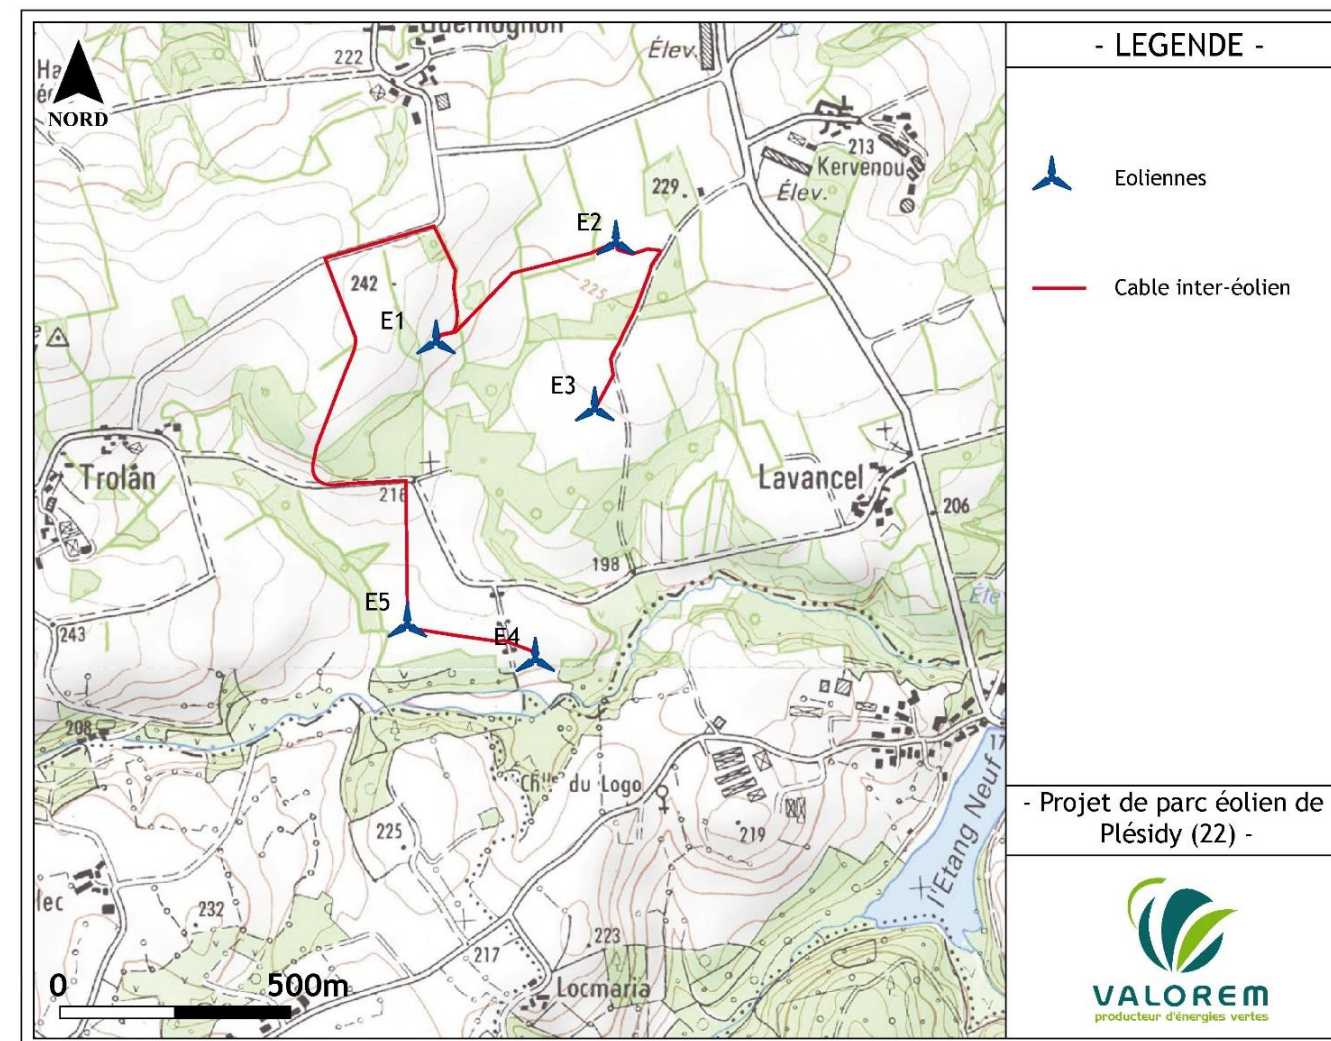 - LEGENDE -
Eoliennes
Cable inter-éolien
- Projet de parc éolien de
Plésidy (22) -
VALOREM
producteur d'énergies vertes
NORD
222
Élev.
213
Kervenou
Élev.
229
E2
242
225
E1
E3
Trolan
Lavancel
216
206
198
E5
E4
243
208
du Logo
225
219
l'Etang Neuf
232
217
223
Locmaria
0
500m